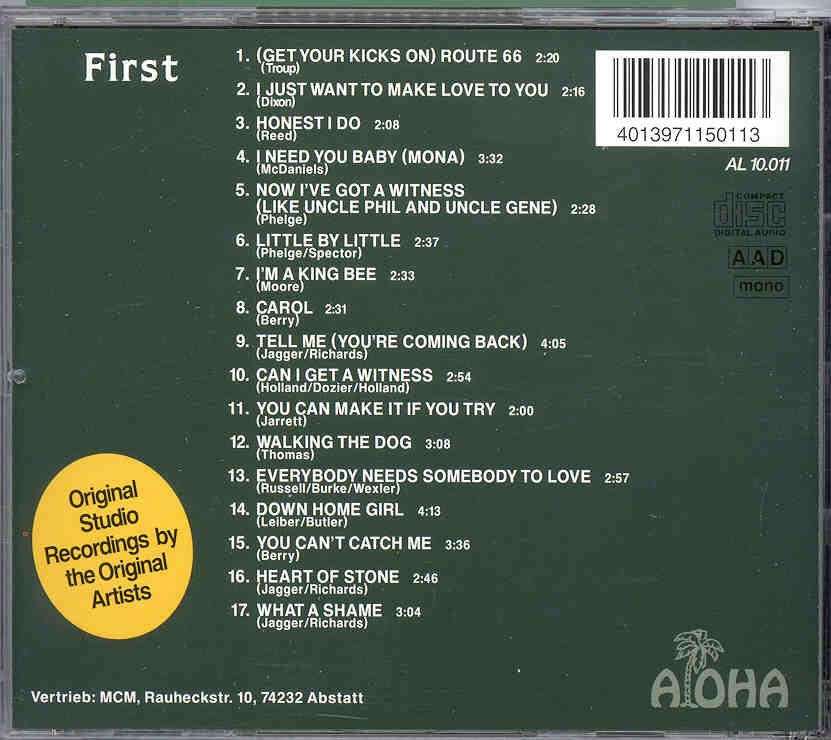 First
1. (GET YOUR KICKS ON) ROUTE 66 2:20
(Troup)
2. I JUST WANT TO MAKE LOVE TO YOU 2:16
(Dixon)
3. HONEST I DO 2:08
(Reed)
4. I NEED YOU BABY (MONA) 3:32
(McDaniels)
5. NOW I'VE GOT A WITNESS
(LIKE UNCLE PHIL AND UNCLE GENE) 2:28
(Phelge)
6. LITTLE BY LITTLE 2:37
(Phelge/Spector)
7. I'M A KING BEE 2:33
(Moore)
8. CAROL 2:31
(Berry)
9. TELL ME (YOU'RE COMING BACK) 4:05
(Jagger/Richards)
10. CAN I GET A WITNESS 2:54
(Holland/Dozier/Holland)
11. YOU CAN MAKE IT IF YOU TRY 2:00
(Jarrett)
12. WALKING THE DOG 3:08
(Thomas)
13. EVERYBODY NEEDS SOMEBODY TO LOVE 2:57
(Russell/Burke/Wexler)
14. DOWN HOME GIRL 4:13
(Leiber/Butler)
15. YOU CAN'T CATCH ME 3:36
(Berry)
16. HEART OF STONE 2:46
(Jagger/Richards)
17. WHAT A SHAME 3:04
(Jagger/Richards)
4013971150113
AL 10.011
COMPACT
disc
DIGITAL AUDIO
AAD
mono
Original
Studio
Recordings by
the Original
Artists
Vertrieb: MCM, Rauheckstr. 10, 74232 Abstatt
ALOHA